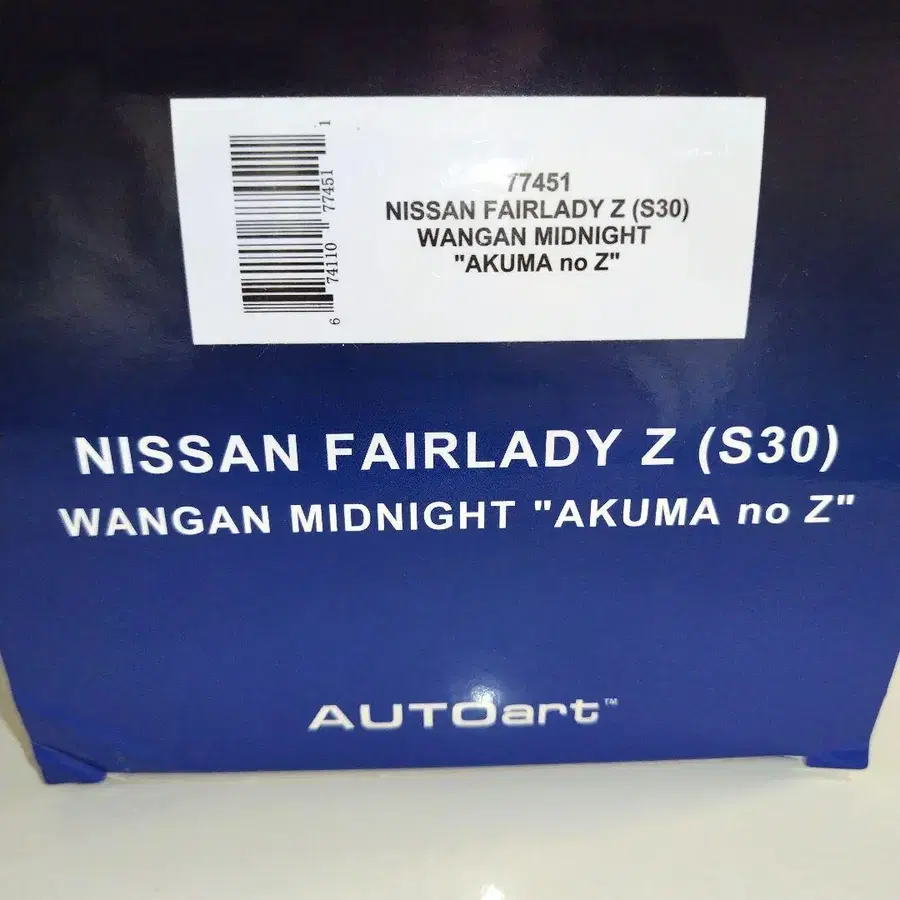 77451
NISSAN FAIRLADY Z (S30)
WANGAN MIDNIGHT
"AKUMA no Z"
6 74110 77451 1
NISSAN FAIRLADY Z (S30)
WANGAN MIDNIGHT "AKUMA no Z"
AUTOart™